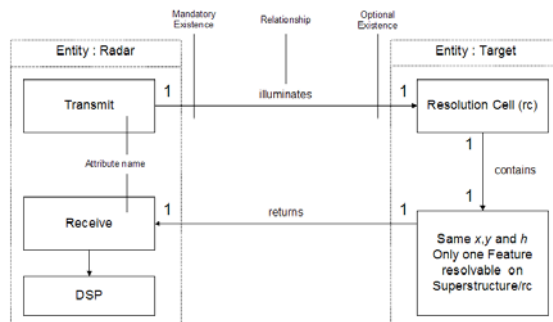 Mandatory
Existence
Relationship
Optional
Existence
Entity : Radar
Entity : Target
Transmit
1
illuminates
1
Resolution Cell (rc)
1
contains
1
Attribute name
Receive
1
returns
1
Same x,y and h
Only one Feature
resolvable on
Superstructure/rc
DSP